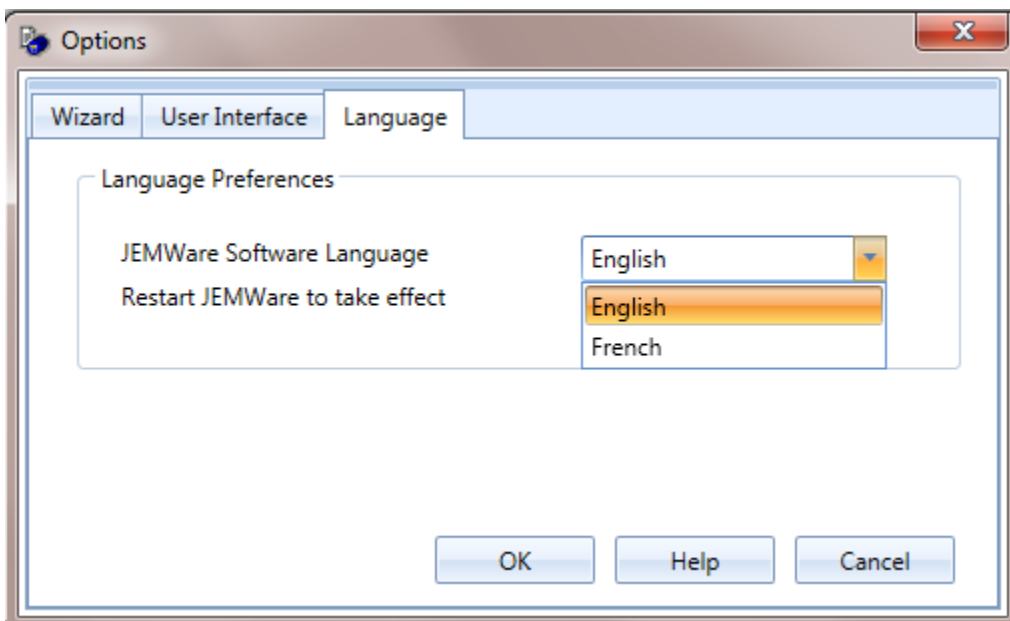 Options
Wizard User Interface Language
Language Preferences
JEMWare Software Language English
Restart JEMWare to take effect
English
French
OK Help Cancel